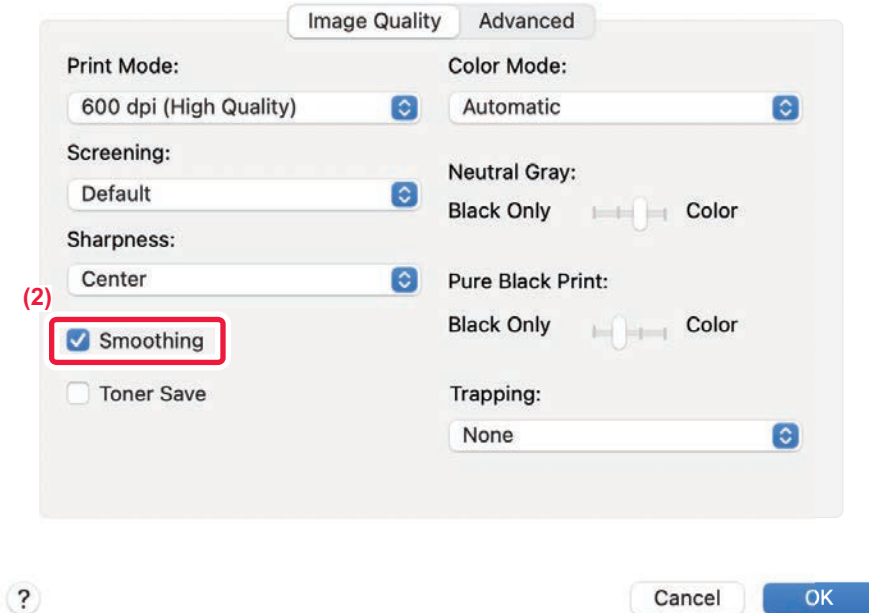 Image Quality Advanced
Print Mode:
600 dpi (High Quality)
Screening:
Default
Sharpness:
Center
(2)
Smoothing
Toner Save
Color Mode:
Automatic
Neutral Gray:
Black Only Color
Pure Black Print:
Black Only Color
Trapping:
None
? Cancel OK